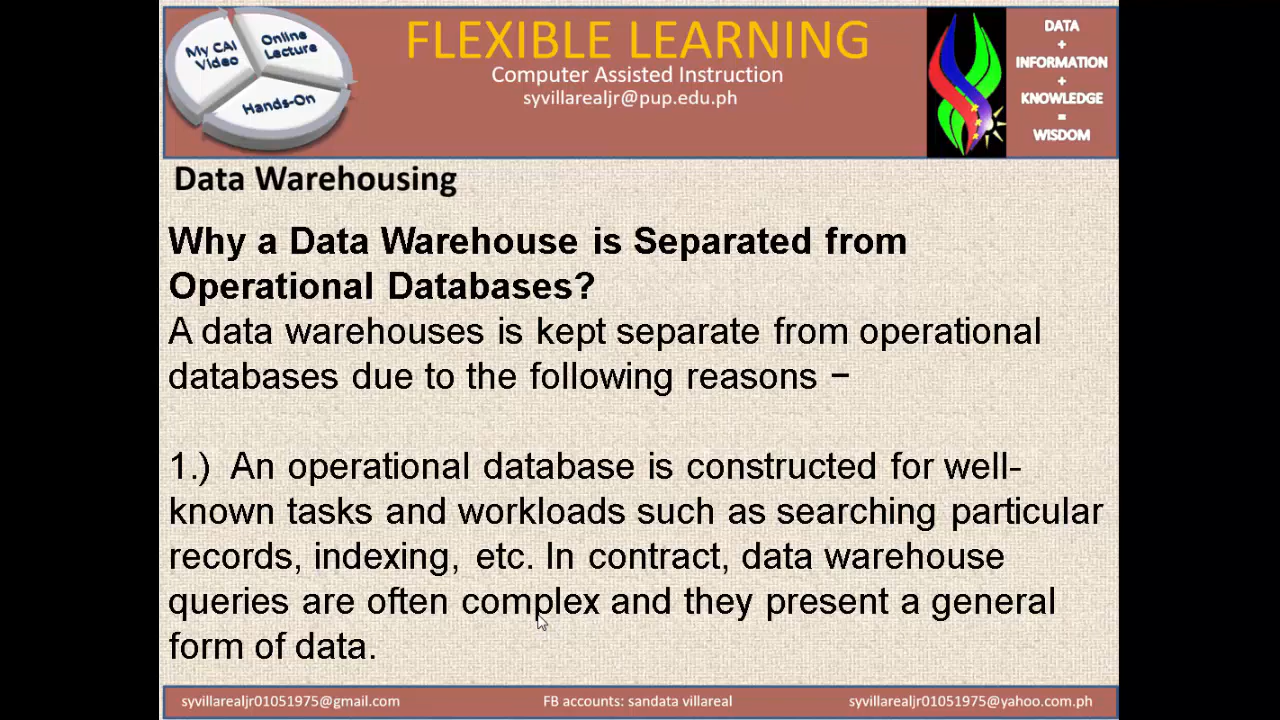 My CAI
Video
Online
Lecture
Hands-On
FLEXIBLE LEARNING
Computer Assisted Instruction
syvillarealjr@pup.edu.ph
DATA
+
INFORMATION
+
KNOWLEDGE
=
WISDOM
Data Warehousing
Why a Data Warehouse is Separated from
Operational Databases?
A data warehouses is kept separate from operational
databases due to the following reasons −
1.) An operational database is constructed for well-
known tasks and workloads such as searching particular
records, indexing, etc. In contract, data warehouse
queries are often complex and they present a general
form of data.
syvillarealjr01051975@gmail.com
FB accounts: sandata villareal
syvillarealjr01051975@yahoo.com.ph